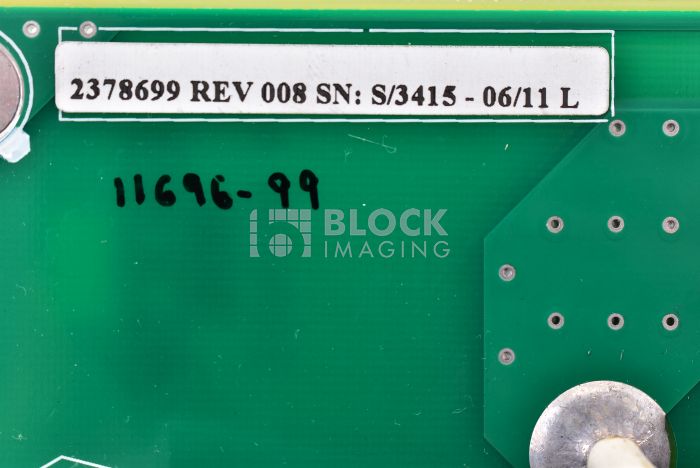 2378699 REV 008 SN: S/3415 - 06/11 L
11696-99
BLOCK
IMAGING